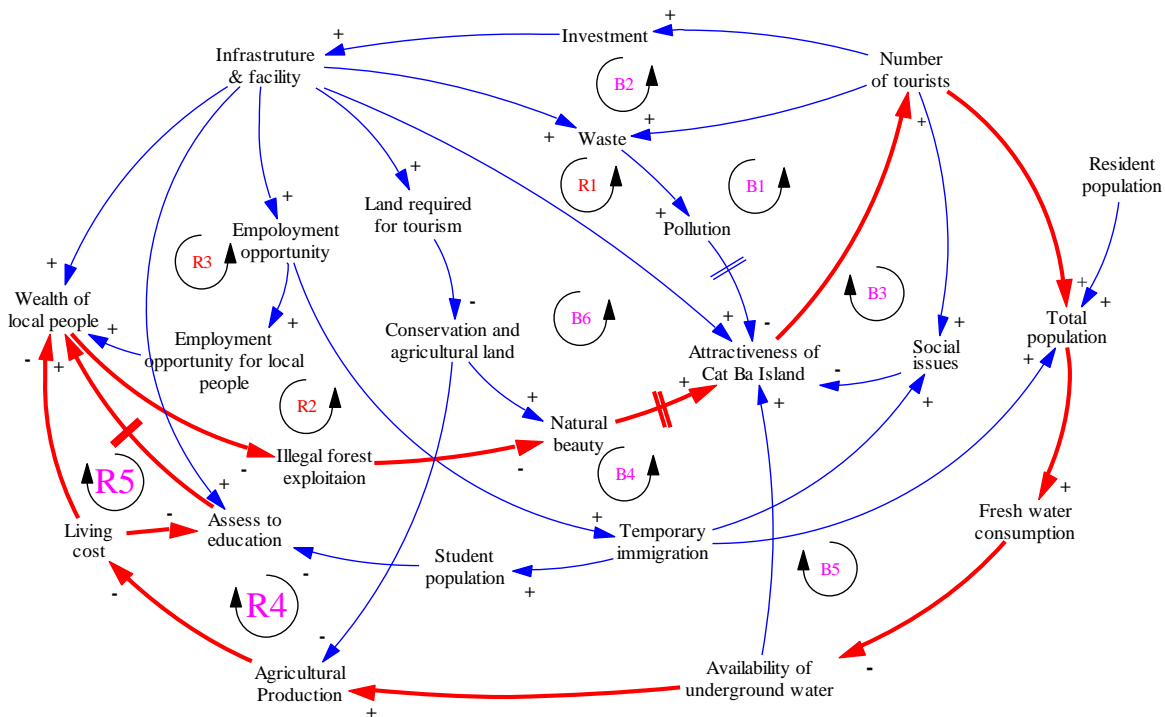 Investment
+
+
Infrastruture
& facility
Number
of tourists
B2
+
+
Waste
+
Resident
population
R1
B1
+
+
Land required
for tourism
+
Pollution
+
Empoloyment
opportunity
R3
+
-
B3
+
+
Wealth of
local people
+
+
Employment
opportunity for local
people
Conservation and
agricultural land
B6
+
-
Attractiveness of
Cat Ba Island
+
Social
issues
Total
population
-
+
-
+
+
+
+
R2
+
Natural
beauty
-
Illegal forest
exploitation
-
B4
R5
+
+
Fresh water
consumption
Living
cost
-
Assess to
education
+
Temporary
immigration
Student
population
-
+
B5
-
R4
-
Agricultural
Production
+
Availability of
underground water
-